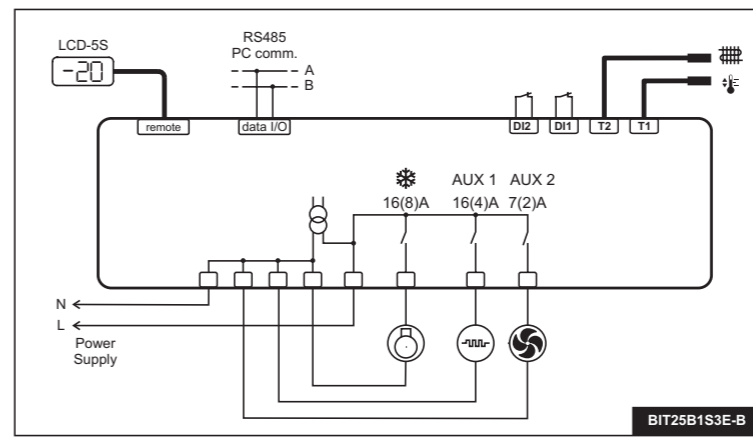 LCD-5S
-20
RS485
PC comm.
A
B
remote
data I/O
DI2
DI1
T2
T1
AUX 1
AUX 2
16(8)A
16(4)A
7(2)A
N
L
Power
Supply
BIT25B1S3E-B